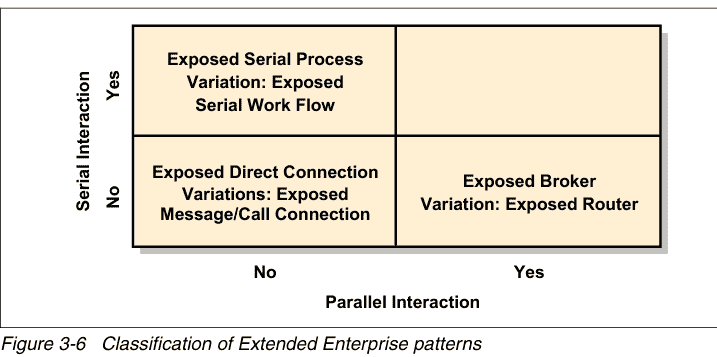 Serial Interaction
Yes
No
Exposed Serial Process
Variation: Exposed
Serial Work Flow
Exposed Direct Connection
Variations: Exposed
Message/Call Connection
Exposed Broker
Variation: Exposed Router
No
Yes
Parallel Interaction
Figure 3-6 Classification of Extended Enterprise patterns